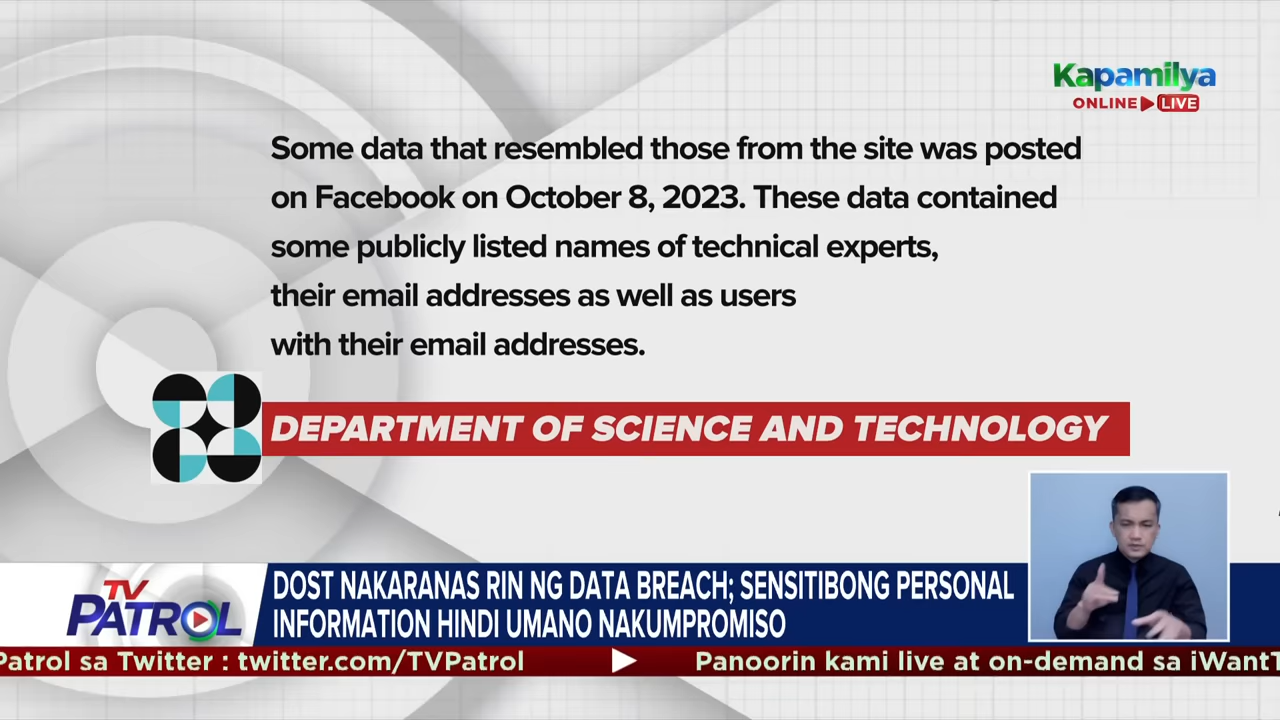 Kapamilya
ONLINE LIVE
Some data that resembled those from the site was posted
on Facebook on October 8, 2023. These data contained
some publicly listed names of technical experts,
their email addresses as well as users
with their email addresses.
DEPARTMENT OF SCIENCE AND TECHNOLOGY
TV PATROL
DOST NAKARANAS RIN NG DATA BREACH; SENSITIBONG PERSONAL
INFORMATION HINDI UMANO NAKUMPROMISO
Patrol sa Twitter : twitter.com/TVPatrol
Panoorin kami live at on-demand sa iWantT